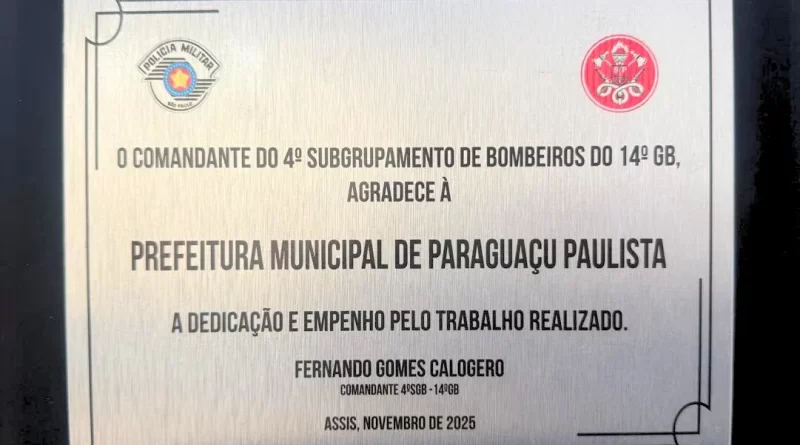 POLICIA MILITAR
SÃO PAULO
O COMANDANTE DO 4º SUBGRUPAMENTO DE BOMBEIROS DO 14º GB,
AGRADECE À
PREFEITURA MUNICIPAL DE PARAGUAÇU PAULISTA
A DEDICAÇÃO E EMPENHO PELO TRABALHO REALIZADO.
FERNANDO GOMES CALOGERO
COMANDANTE 4ºSGB -14ºGB
ASSIS, NOVEMBRO DE 2025